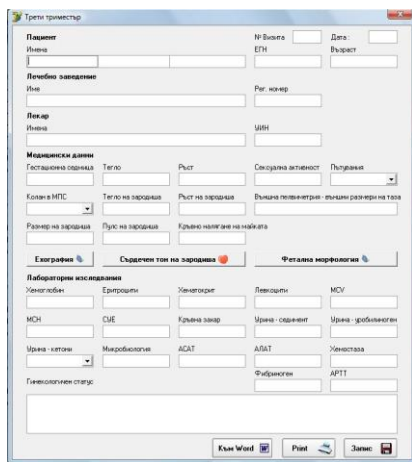 Трети триместър
Пациент № Визита Дата:
Имена ЕГН Възраст
Лечебно заведение
Име Рег. номер
Лекар
Имена УИН
Медицински данни
Гестационна седмица Тегло Ръст Сексуална активност Пътувания
Колан в МПС Тегло на зародиша Ръст на зародиша Външна пелвиметрия - външни размери на таза
Размер на зародиша Пулс на зародиша Кръвно налягане на майката
Ехография Сърдечен тон на зародиша Фетална морфология
Лабораторни изследвания
Хемоглобин Еритроцити Хематокрит Левкоцити MCV
MCH СУЕ Кръвна захар Урина - седимент Урина - уробилиноген
Урина - кетони Микробиология АСАТ АЛАТ Хемостаза
Фибриноген APTT
Гинекологичен статус
Към Word Print Запис